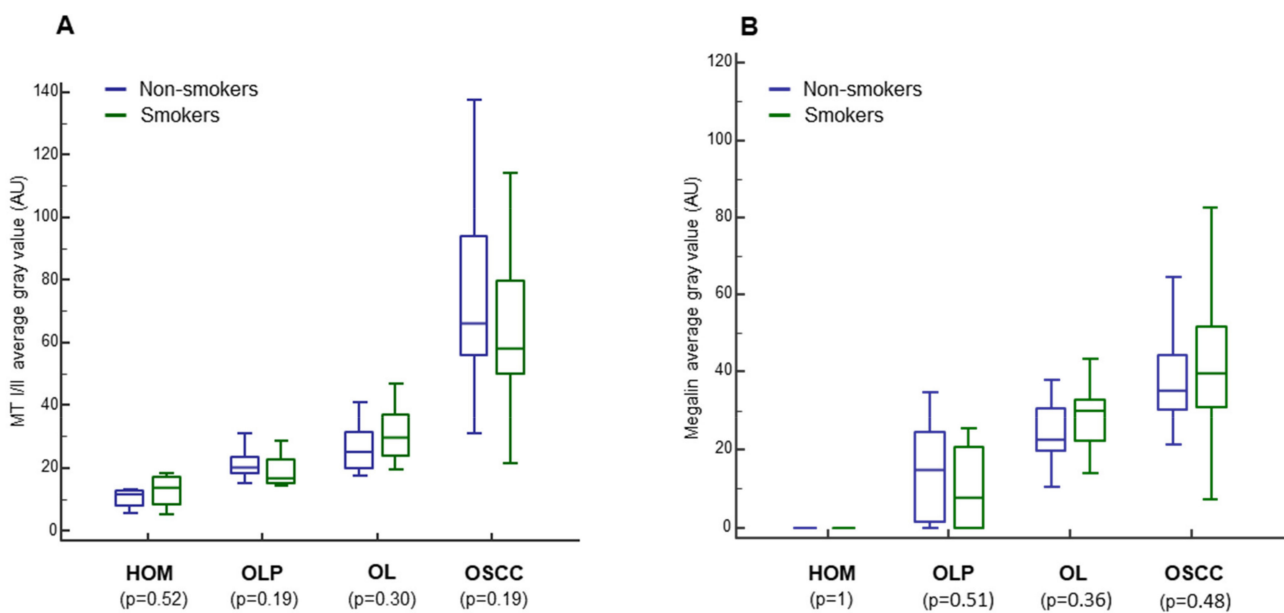 A
Non-smokers
Smokers
MT I/II average gray value (AU)
140
120
100
80
60
40
20
0
HOM OLP OL OSCC
(p=0.52) (p=0.19) (p=0.30) (p=0.19)
B
Non-smokers
Smokers
Megalin average gray value (AU)
120
100
80
60
40
20
0
HOM OLP OL OSCC
(p=1) (p=0.51) (p=0.36) (p=0.48)